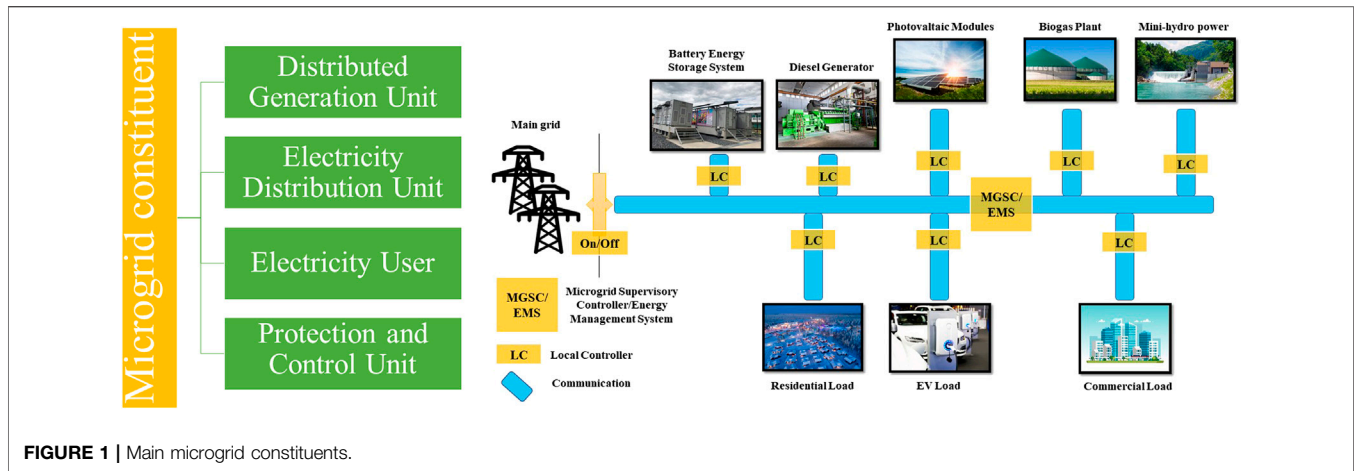 Microgrid constituent
Distributed
Generation Unit
Electricity
Distribution Unit
Electricity User
Protection and
Control Unit
Main grid
On/Off
Battery Energy
Storage System
Diesel Generator
Photovoltaic Modules
Biogas Plant
Mini-hydro power
LC
LC
LC
LC
LC
MGSC/
EMS
LC
LC
LC
Residential Load
EV Load
Commercial Load
MGSC/
EMS
Microgrid Supervisory
Controller/Energy
Management System
LC
Local Controller
Communication
FIGURE 1 | Main microgrid constituents.